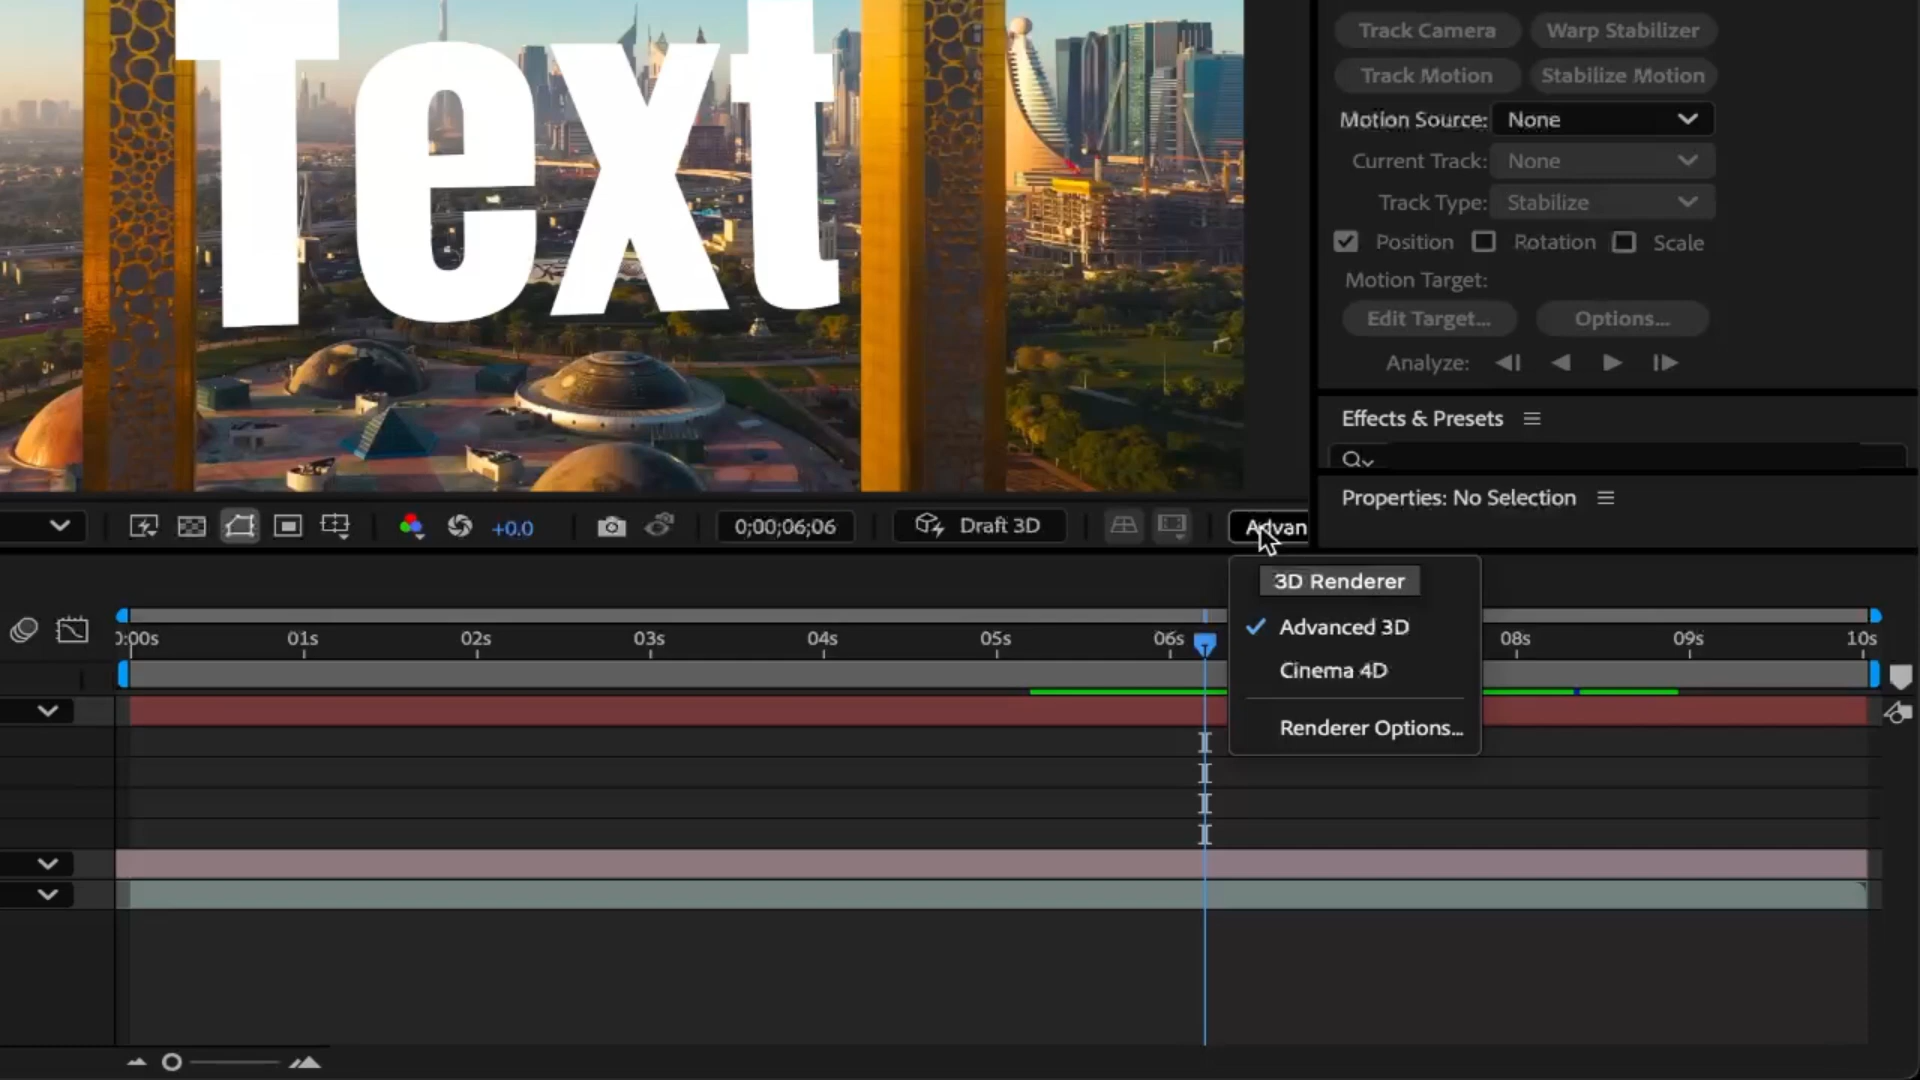 Text
Track Camera
Warp Stabilizer
Track Motion
Stabilize Motion
Motion Source: None
Current Track: None
Track Type: Stabilize
Position Rotation Scale
Motion Target:
Edit Target...
Options...
Analyze:
Effects & Presets
Properties: No Selection
+0.0
0;00;06;06
Draft 3D
Advan
3D Renderer
Advanced 3D
Cinema 4D
Renderer Options...
0:00s 01s 02s 03s 04s 05s 06s 08s 09s 10s